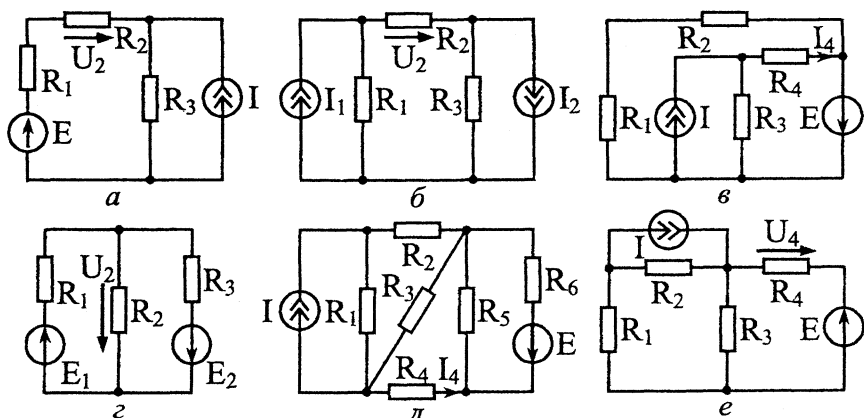 R₂
U₂
R₁
R₃
I
E
а
R₂
U₂
I₁
R₁
R₃
I₂
б
R₂
I₄
R₄
R₁
I
R₃
E
в
U₂
R₁
R₂
R₃
E₁
E₂
г
R₂
R₃
R₆
I
R₁
R₅
E
R₄
I₄
д
I
U₄
R₂
R₄
R₁
R₃
E
е